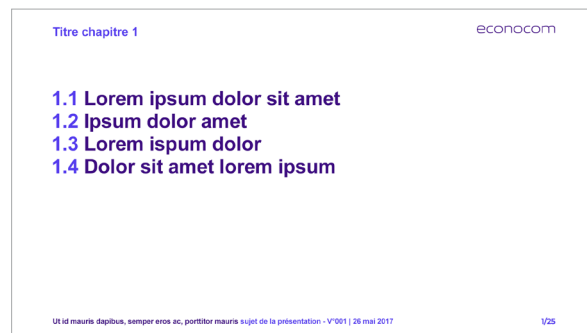 Titre chapitre 1
econocom
1.1 Lorem ipsum dolor sit amet
1.2 Ipsum dolor amet
1.3 Lorem ispum dolor
1.4 Dolor sit amet lorem ipsum
Ut id mauris dapibus, semper eros ac, porttitor mauris sujet de la présentation - V°001 | 26 mai 2017
1/25